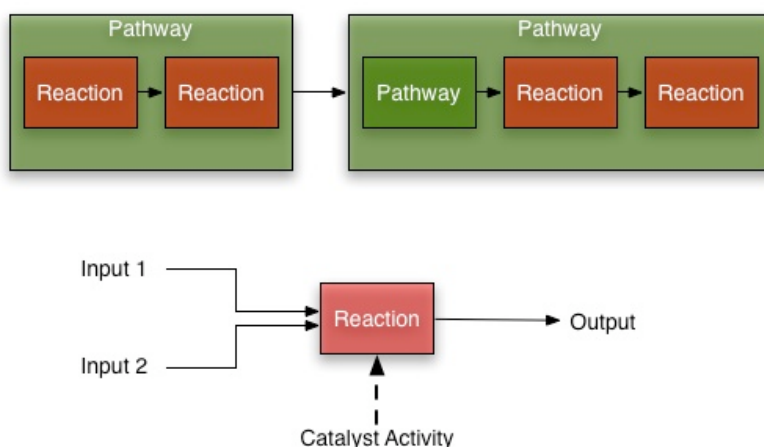 Pathway
Pathway
Reaction
Reaction
Pathway
Reaction
Reaction
Input 1
Reaction
Output
Input 2
Catalyst Activity